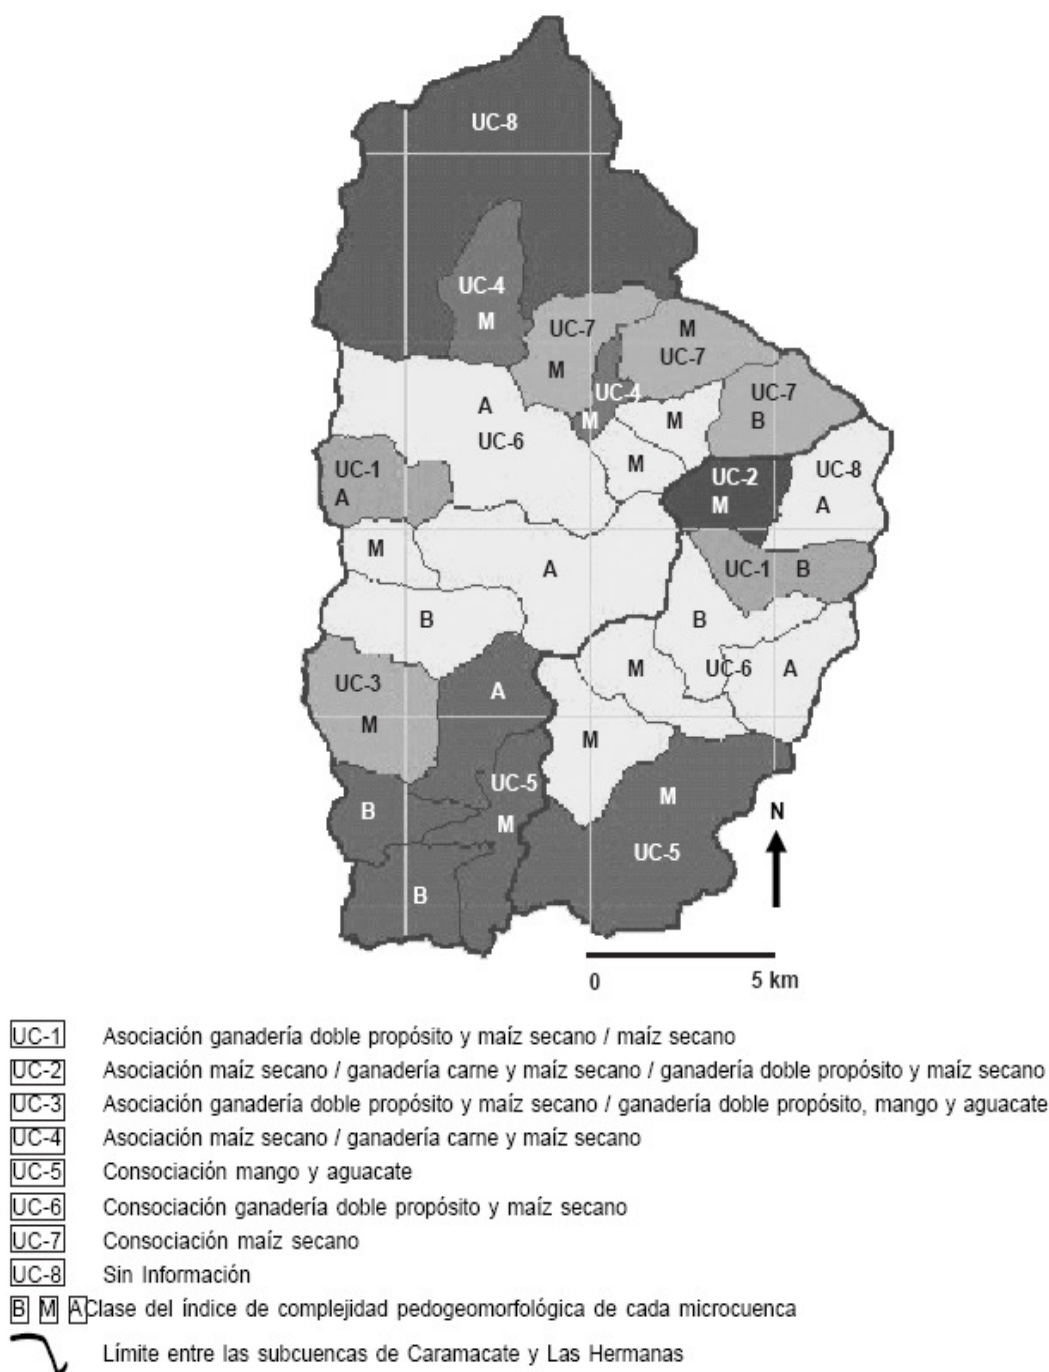 UC-8
UC-4
M
UC-7
M
M
UC-7
UC-4
M
UC-7
B
A
UC-6
M
M
UC-1
A
UC-2
M
UC-8
A
M
A
UC-1 B
B
B
UC-3
M
A
M
UC-6
A
M
UC-5
M
B
M
UC-5
B
N
0 5 km
UC-1 Asociación ganadería doble propósito y maíz secano / maíz secano
UC-2 Asociación maíz secano / ganadería carne y maíz secano / ganadería doble propósito y maíz secano
UC-3 Asociación ganadería doble propósito y maíz secano / ganadería doble propósito, mango y aguacate
UC-4 Asociación maíz secano / ganadería carne y maíz secano
UC-5 Consociación mango y aguacate
UC-6 Consociación ganadería doble propósito y maíz secano
UC-7 Consociación maíz secano
UC-8 Sin Información
B M A Clase del índice de complejidad pedogeomorfológica de cada microcuenca
Límite entre las subcuencas de Caramacate y Las Hermanas